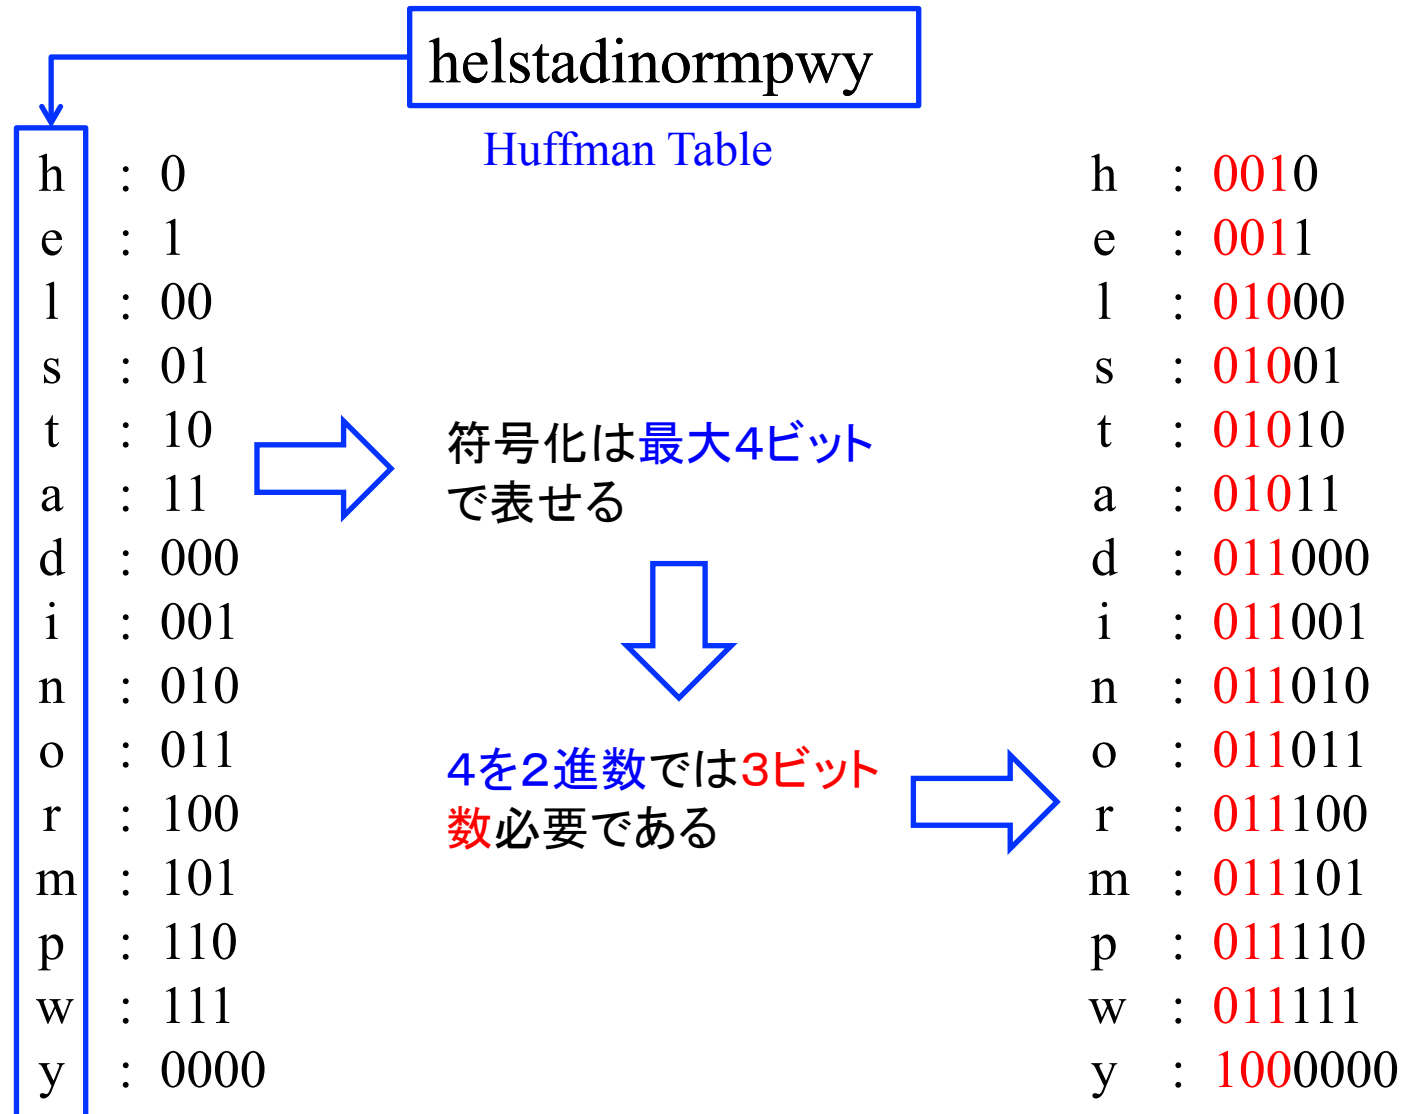 helstadinormpwy
Huffman Table
h : 0
e : 1
l : 00
s : 01
t : 10
a : 11
d : 000
i : 001
n : 010
o : 011
r : 100
m : 101
p : 110
w : 111
y : 0000
符号化は最大4ビット
で表せる
4を2進数では3ビット
数必要である
h : 0010
e : 0011
l : 01000
s : 01001
t : 01010
a : 01011
d : 011000
i : 011001
n : 011010
o : 011011
r : 011100
m : 011101
p : 011110
w : 011111
y : 1000000